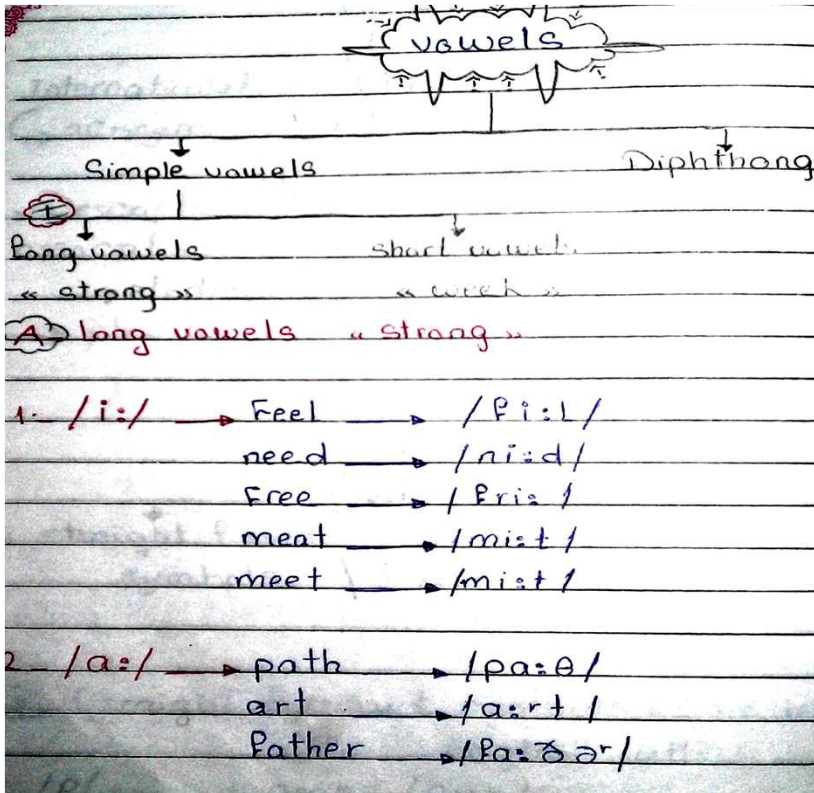 vowels
Simple vowels Diphthong
I
long vowels short vowels
« strong » « week »
A long vowels « strong »
1- /i:/ → Feel → /fi:l/
need → /ni:d/
Free → /fri:/
meat → /mi:t/
meet → /mi:t/
2- /a:/ → path → /pa:θ/
art → /a:rt/
father → /fa:ðəʳ/